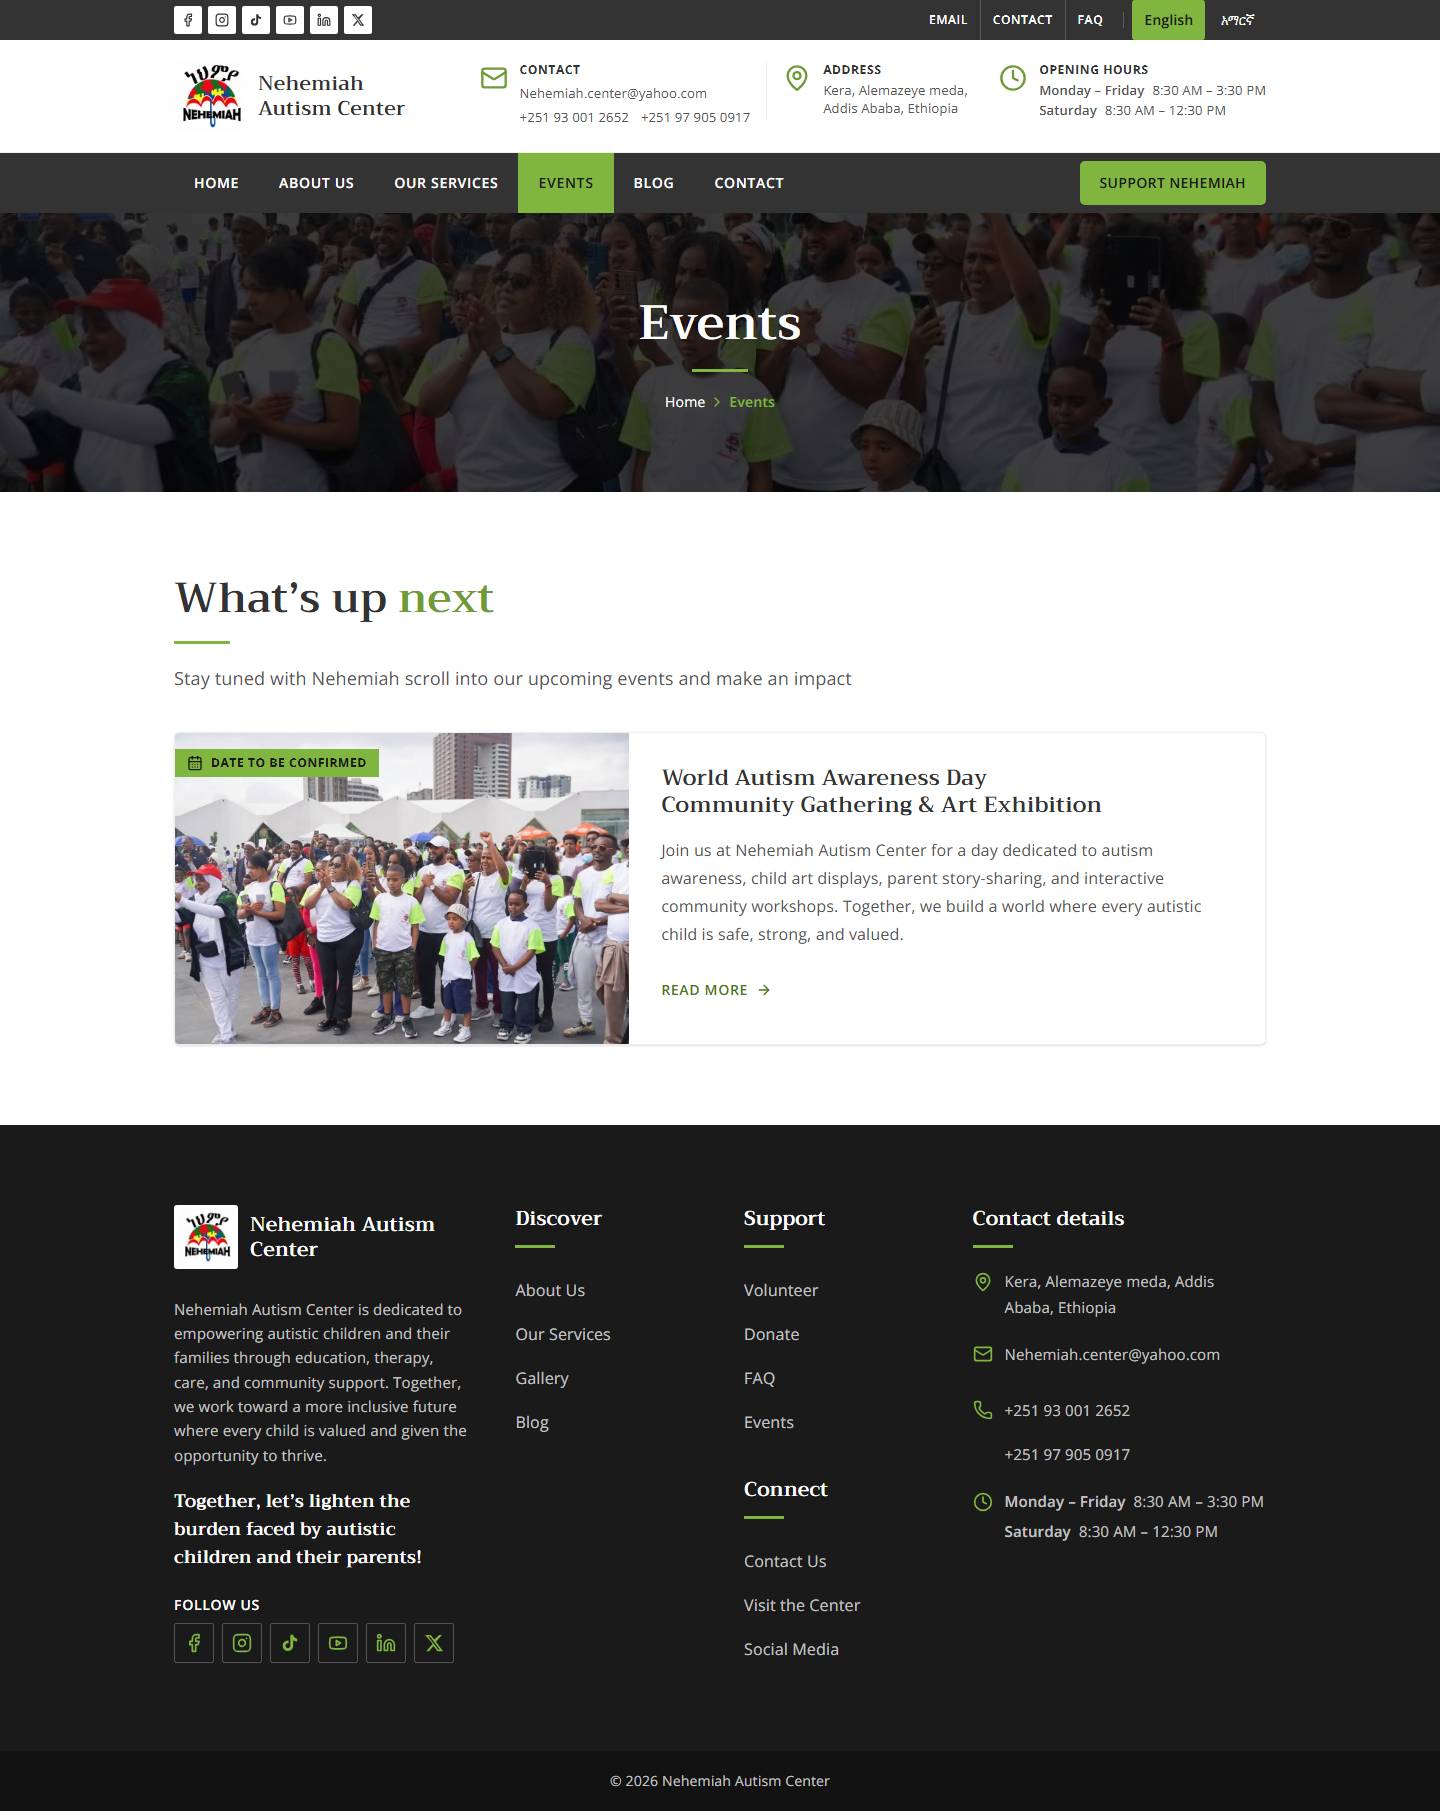 EMAIL CONTACT FAQ English አማርኛ
ነህምያ
NEHEMIAH
Nehemiah
Autism Center
CONTACT
Nehemiah.center@yahoo.com
+251 93 001 2652 +251 97 905 0917
ADDRESS
Kera, Alemazeye meda,
Addis Ababa, Ethiopia
OPENING HOURS
Monday – Friday 8:30 AM – 3:30 PM
Saturday 8:30 AM – 12:30 PM
HOME ABOUT US OUR SERVICES EVENTS BLOG CONTACT SUPPORT NEHEMIAH
Events
Home > Events
What’s up next
Stay tuned with Nehemiah scroll into our upcoming events and make an impact
DATE TO BE CONFIRMED
World Autism Awareness Day
Community Gathering & Art Exhibition
Join us at Nehemiah Autism Center for a day dedicated to autism
awareness, child art displays, parent story-sharing, and interactive
community workshops. Together, we build a world where every autistic
child is safe, strong, and valued.
READ MORE →
ነህምያ
NEHEMIAH
Nehemiah Autism
Center
Nehemiah Autism Center is dedicated to
empowering autistic children and their
families through education, therapy,
care, and community support. Together,
we work toward a more inclusive future
where every child is valued and given the
opportunity to thrive.
Together, let’s lighten the
burden faced by autistic
children and their parents!
FOLLOW US
Discover
About Us
Our Services
Gallery
Blog
Support
Volunteer
Donate
FAQ
Events
Connect
Contact Us
Visit the Center
Social Media
Contact details
Kera, Alemazeye meda, Addis
Ababa, Ethiopia
Nehemiah.center@yahoo.com
+251 93 001 2652
+251 97 905 0917
Monday – Friday 8:30 AM – 3:30 PM
Saturday 8:30 AM – 12:30 PM
© 2026 Nehemiah Autism Center